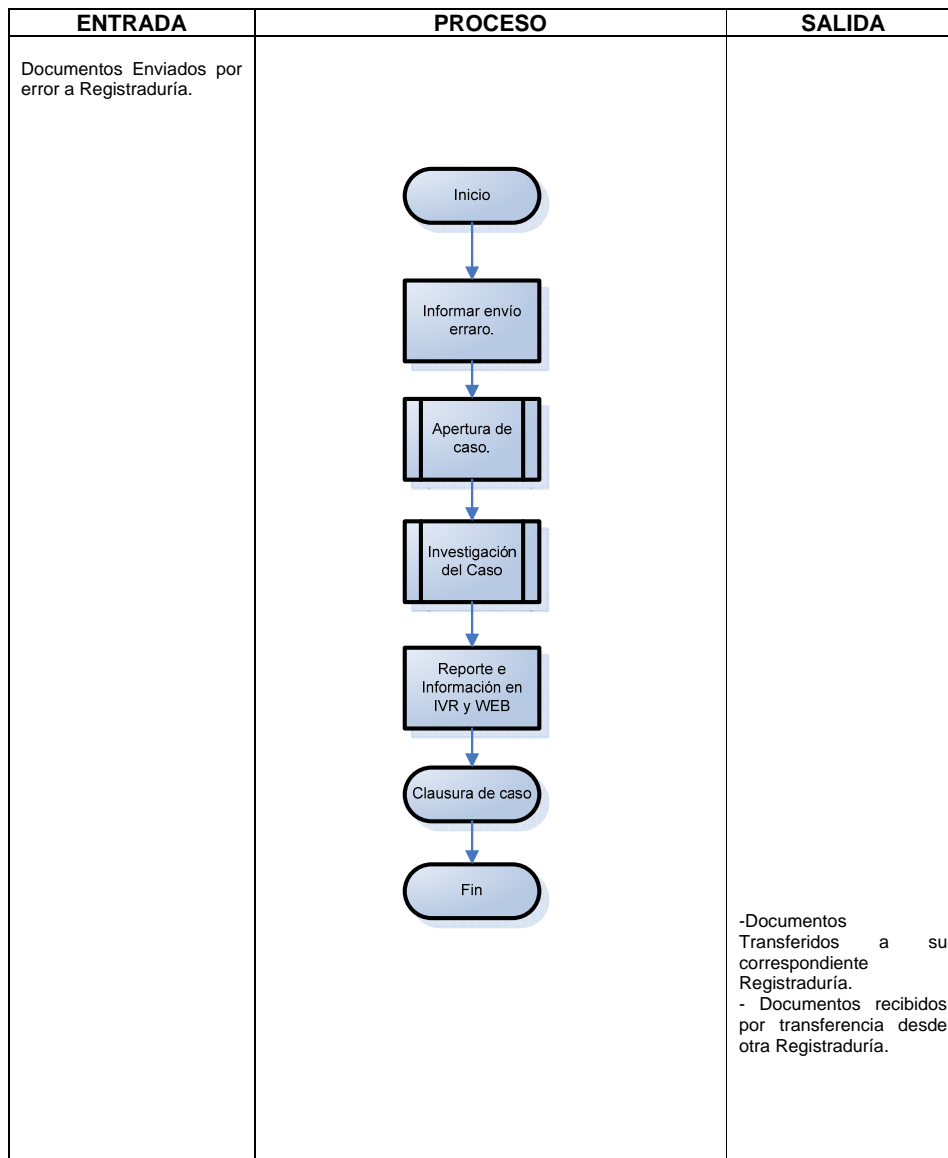 ENTRADA
PROCESO
SALIDA
Documentos Enviados por
error a Registraduría.
Inicio
Informar envío
erraro.
Apertura de
caso.
Investigación
del Caso
Reporte e
Información en
IVR y WEB
Clausura de caso
Fin
-Documentos
Transferidos a su
correspondiente
Registraduría.
- Documentos recibidos
por transferencia desde
otra Registraduría.